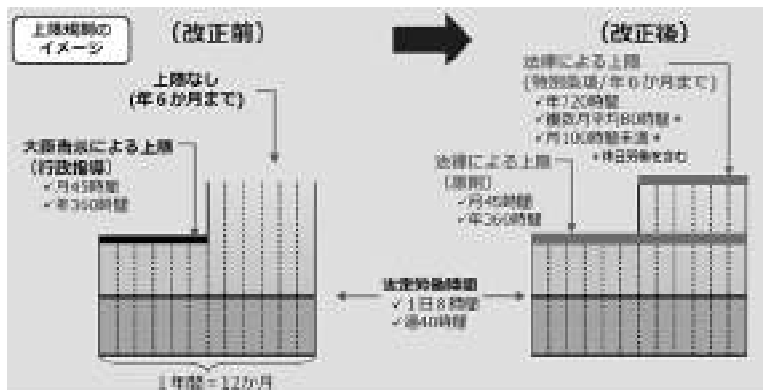 上限規制の
イメージ
(改正前)
上限なし
(年6か月まで)
大臣告示による上限
(行政指導)
✓月45時間
✓年360時間
(改正後)
法律による上限
(特別条項/年6か月まで)
✓年720時間
✓複数月平均80時間*
✓月100時間未満*
*休日労働を含む
法律による上限
(原則)
✓月45時間
✓年360時間
法定労働時間
✓1日8時間
✓週40時間
1年間=12か月